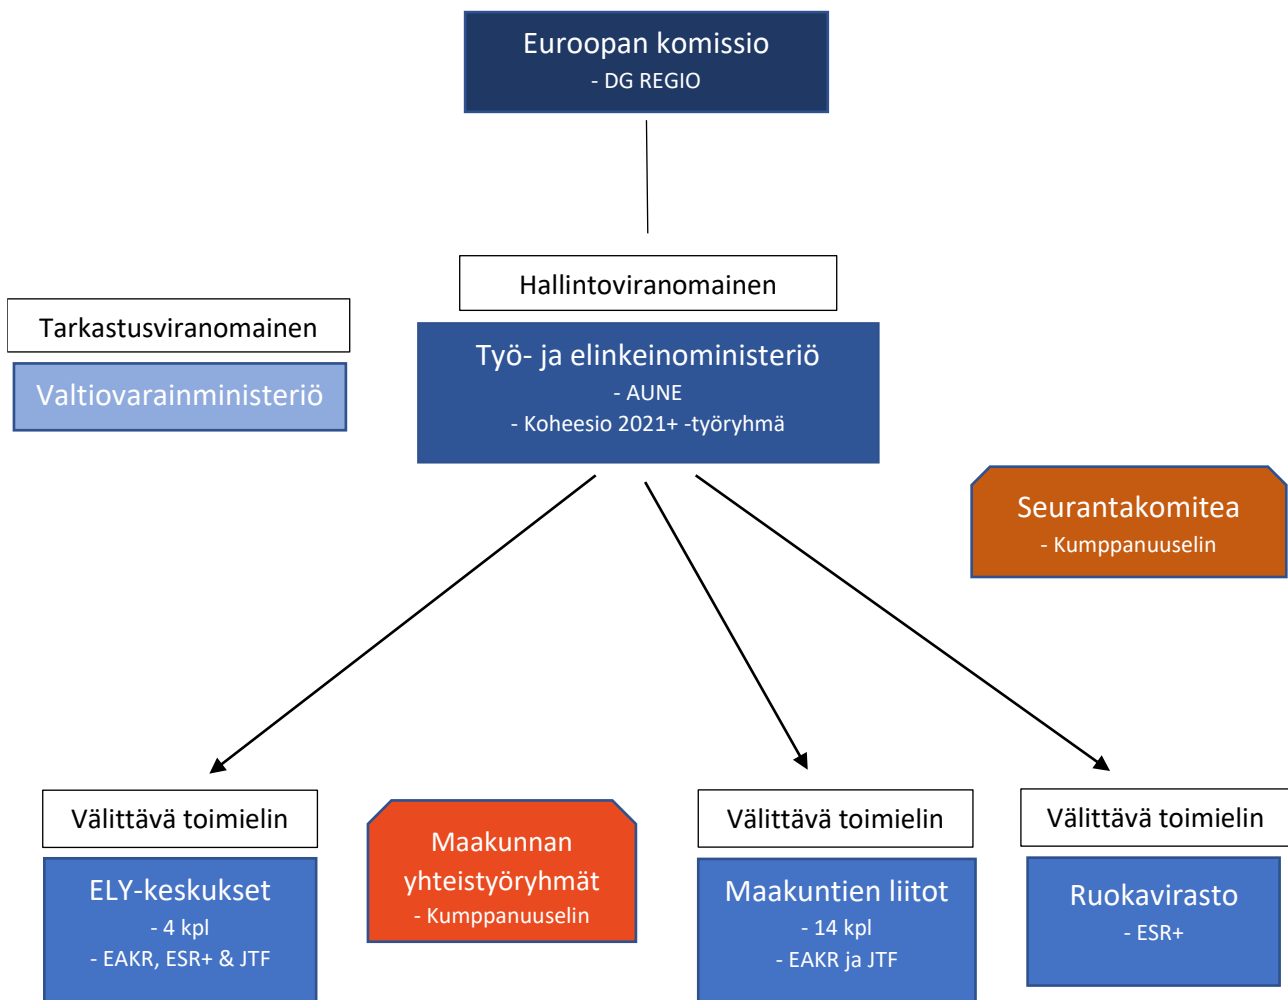 Euroopan komissio
- DG REGIO
Hallintoviranomainen
Työ- ja elinkeinoministeriö
- AUNE
- Koheesio 2021+ -työryhmä
Tarkastusviranomainen
Valtiovarainministeriö
Seurantakomitea
- Kumppanuuselin
Välittävä toimielin
ELY-keskukset
- 4 kpl
- EAKR, ESR+ & JTF
Maakunnan
yhteistyöryhmät
- Kumppanuuselin
Välittävä toimielin
Maakuntien liitot
- 14 kpl
- EAKR ja JTF
Välittävä toimielin
Ruokavirasto
- ESR+